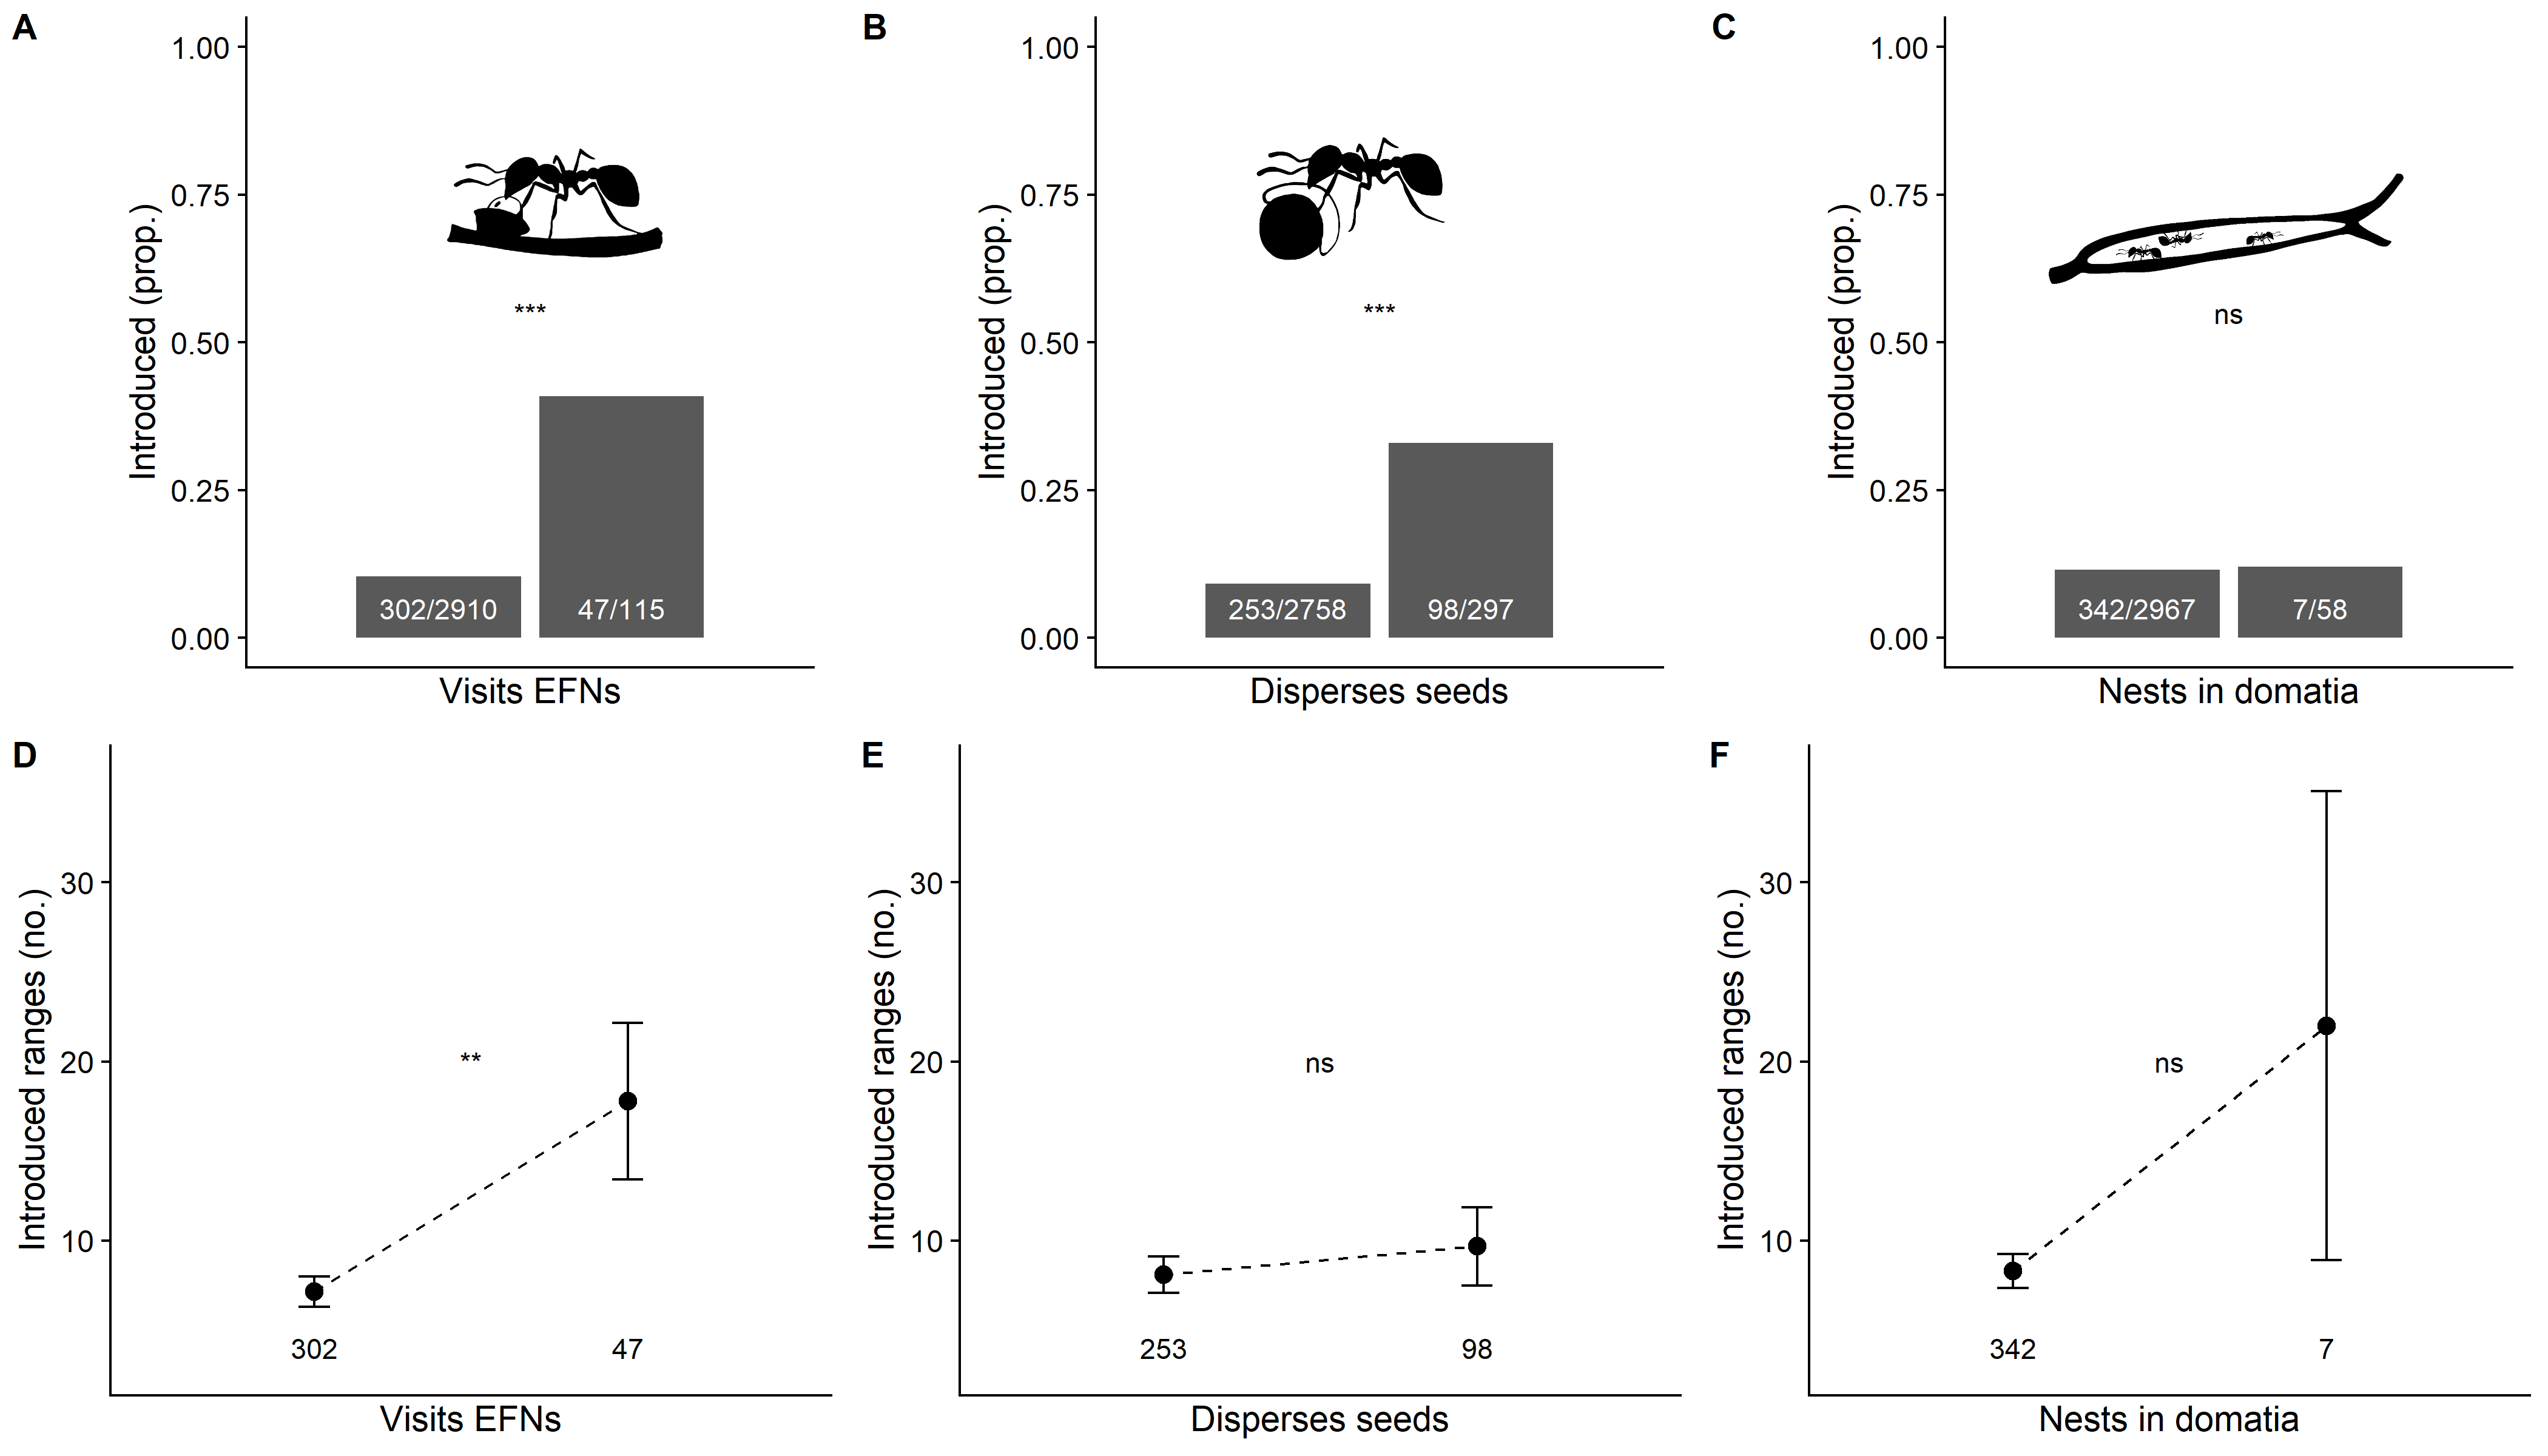 A
1.00
0.75
0.50
0.25
0.00
Introduced (prop.)
***
302/2910
47/115
Visits EFNs
B
1.00
0.75
0.50
0.25
0.00
Introduced (prop.)
***
253/2758
98/297
Disperses seeds
C
1.00
0.75
0.50
0.25
0.00
Introduced (prop.)
ns
342/2967
7/58
Nests in domatia
D
30
20
10
Introduced ranges (no.)
**
302
47
Visits EFNs
E
30
20
10
Introduced ranges (no.)
ns
253
98
Disperses seeds
F
30
20
10
Introduced ranges (no.)
ns
342
7
Nests in domatia